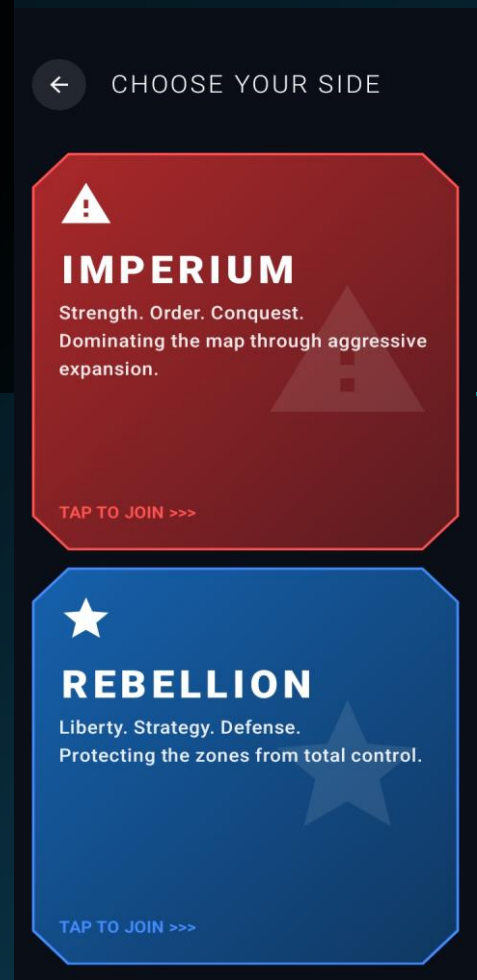 CHOOSE YOUR SIDE
IMPERIUM
Strength. Order. Conquest.
Dominating the map through aggressive
expansion.
TAP TO JOIN >>>
REBELLION
Liberty. Strategy. Defense.
Protecting the zones from total control.
TAP TO JOIN >>>